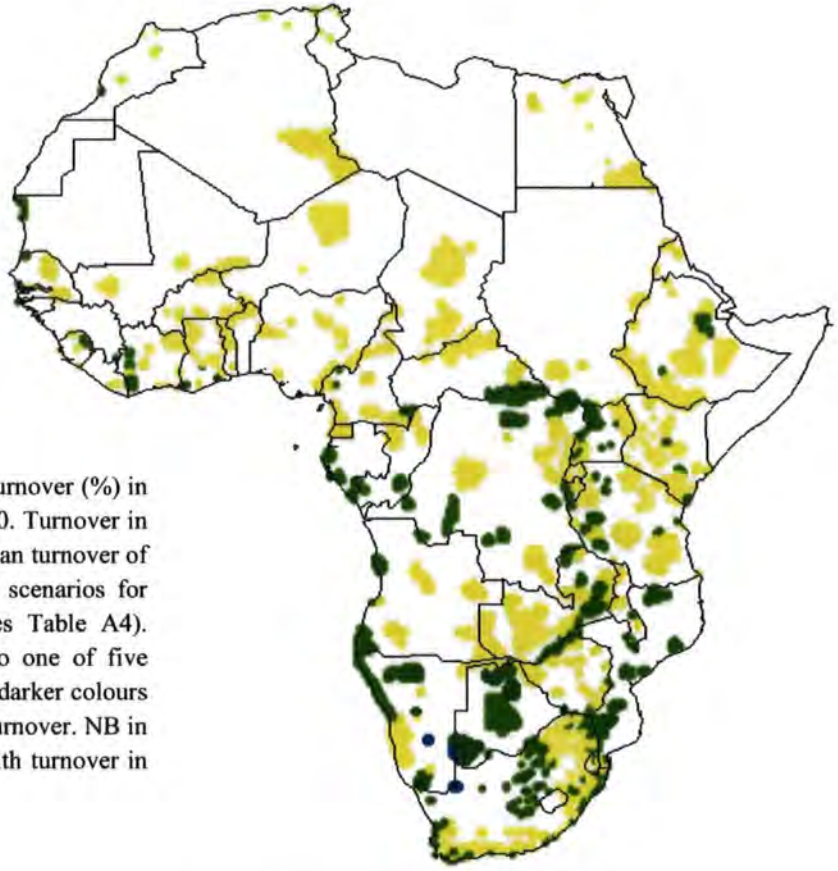 urnover (%) in
0. Turnover in
an turnover of
scenarios for
es Table A4).
o one of five
darker colours
urnover. NB in
ith turnover in